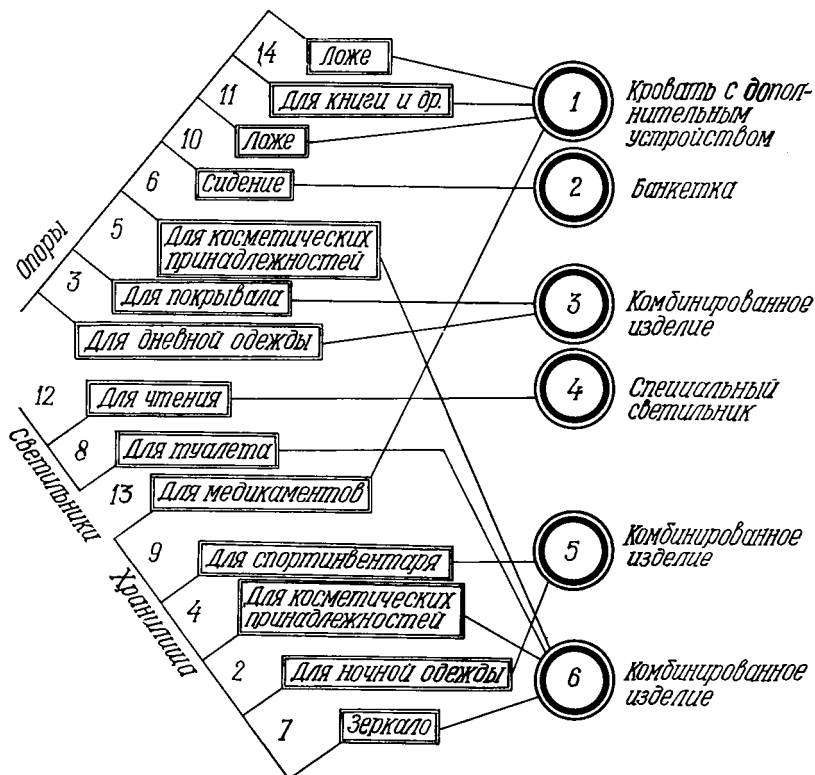 14
Ложе
11
Для книги и др.
10
Ложе
6
Сидение
5
Для косметических
принадлежностей
3
Для покрывала
Для дневной одежды
Опоры
12
Для чтения
8
Для туалета
Светильники
13
Для медикаментов
9
Для спортинвентаря
4
Для косметических
принадлежностей
2
Для ночной одежды
7
Зеркало
Хранилища
1
Кровать с допол-
нительным
устройством
2
Банкетка
3
Комбинированное
изделие
4
Специальный
светильник
5
Комбинированное
изделие
6
Комбинированное
изделие